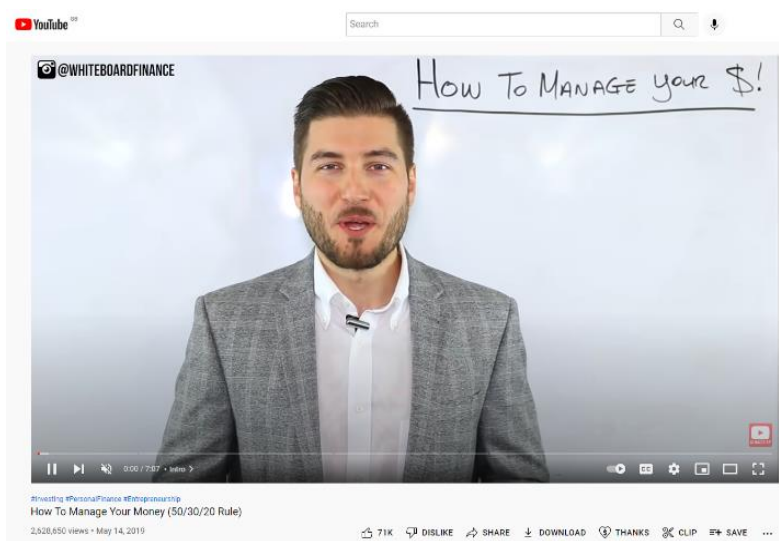 YouTube GB
Search
@WHITEBOARDFINANCE
HOW TO MANAGE YOUR $!
0:00 / 7:07 • Intro >
CC
#Investing #PersonalFinance #Entrepreneurship
How To Manage Your Money (50/30/20 Rule)
2,628,650 views • May 14, 2019
71K DISLIKE SHARE DOWNLOAD THANKS CLIP SAVE ...